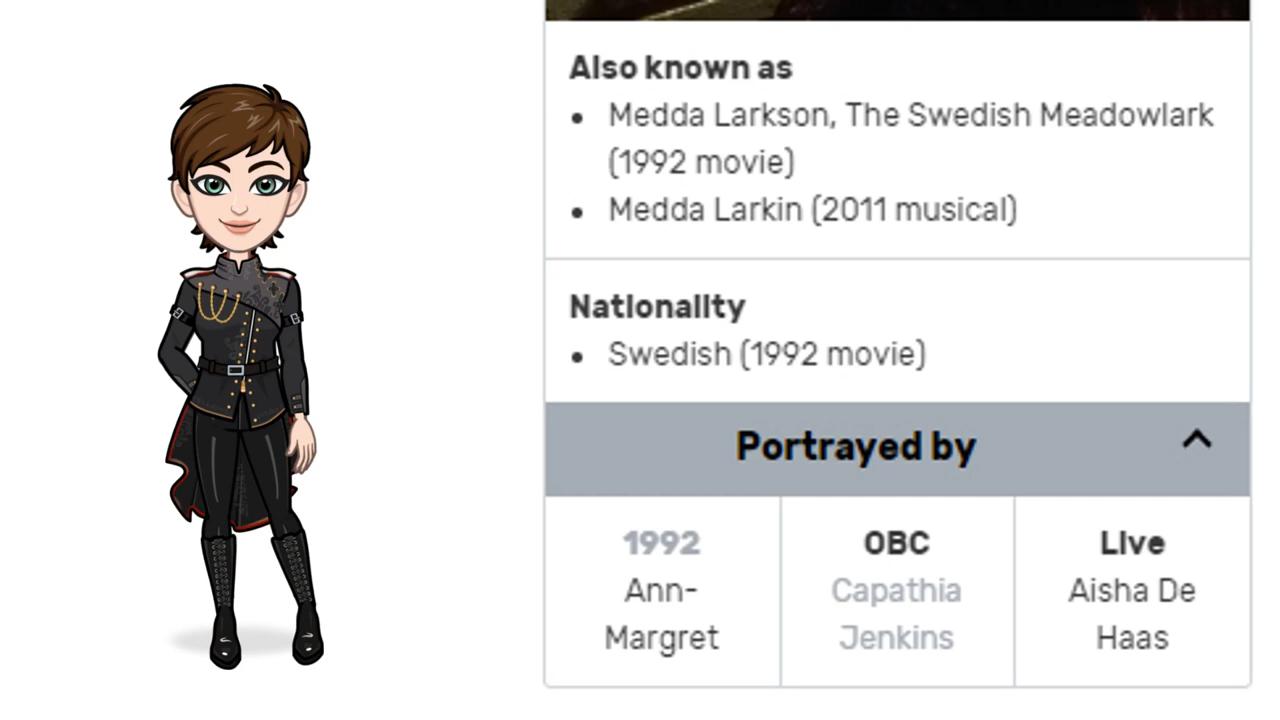 Also known as
Medda Larkson, The Swedish Meadowlark
(1992 movie)
Medda Larkin (2011 musical)
Nationality
Swedish (1992 movie)
Portrayed by
1992
Ann-
Margret
OBC
Capathia
Jenkins
Live
Aisha De
Haas